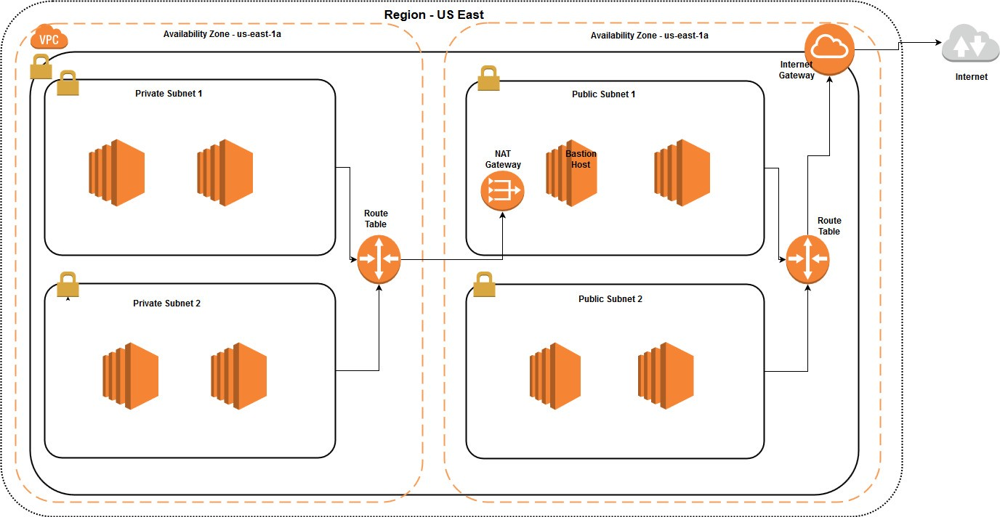 Region - US East
VPC
Availability Zone - us-east-1a
Availability Zone - us-east-1a
Internet
Gateway
Internet
Private Subnet 1
Public Subnet 1
NAT
Gateway
Bastion
Host
Route
Table
Route
Table
Private Subnet 2
Public Subnet 2